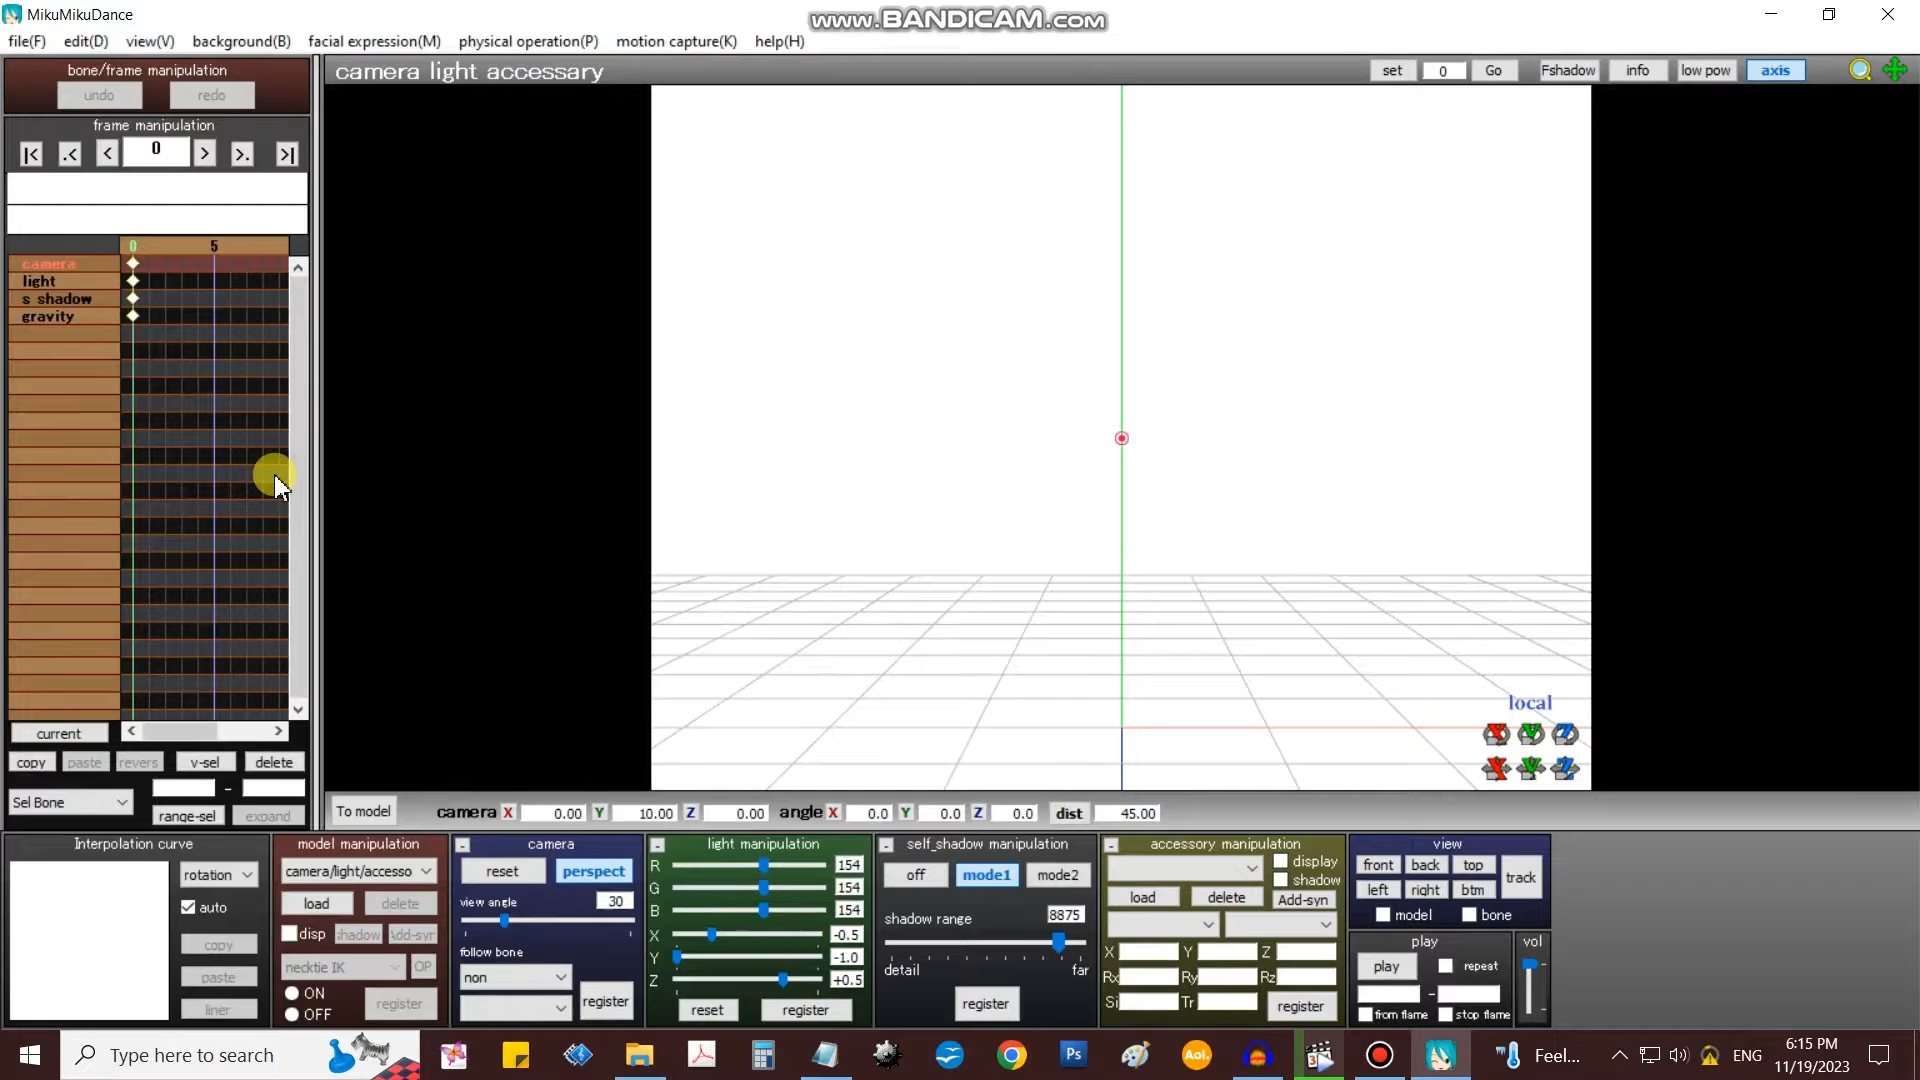 MikuMikuDance
www.BANDICAM.com
file(F) edit(D) view(V) background(B) facial expression(M) physical operation(P) motion capture(K) help(H)
bone/frame manipulation
undo redo
camera light accessary
set 0 Go Fshadow info low pow axis
frame manipulation
|< .< < 0 > >. >|
0 5
camera
light
s shadow
gravity
local
X Y Z
X Y Z
current < >
copy paste revers v-sel delete
Sel Bone -
range-sel expand
To model camera X 0.00 Y 10.00 Z 0.00 angle X 0.0 Y 0.0 Z 0.0 dist 45.00
Interpolation curve
rotation
auto
copy
paste
liner
model manipulation
camera/light/accesso
load delete
disp shadow Add-syn
necktie IK OP
ON
OFF
register
- camera
reset perspect
view angle 30
follow bone
non
register
- light manipulation
R 154
G 154
B 154
X -0.5
Y -1.0
Z +0.5
reset register
- self_shadow manipulation
off mode1 mode2
shadow range 8875
detail far
register
- accessory manipulation
display
shadow
load delete Add-syn
X Y Z
Rx Ry Rz
Si Tr register
view
front back top
left right btm
track
model bone
play
play repeat
-
from flame stop flame
vol
Type here to search
Ps
Aol.
Feel...
ENG
6:15 PM
11/19/2023